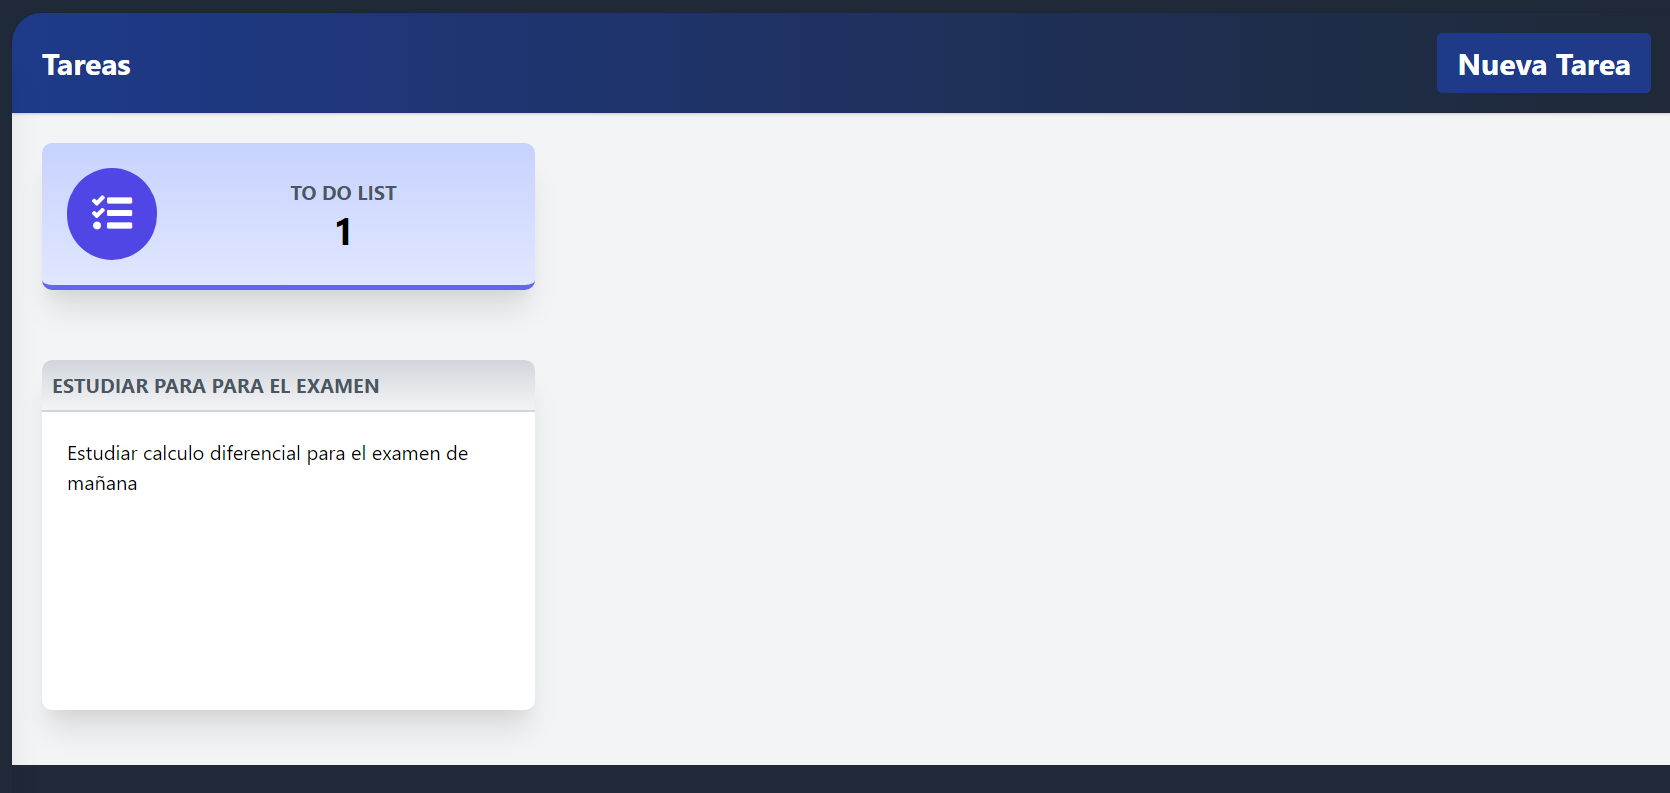 Tareas
Nueva Tarea
TO DO LIST
1
ESTUDIAR PARA PARA EL EXAMEN
Estudiar calculo diferencial para el examen de
mañana